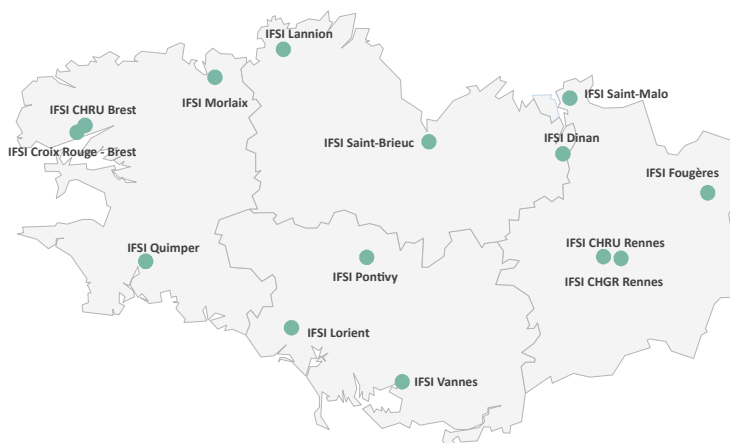 IFSI Lannion
IFSI Morlaix
IFSI Saint-Malo
IFSI CHRU Brest
IFSI Croix Rouge - Brest
IFSI Saint-Brieuc
IFSI Dinan
IFSI Fougères
IFSI Quimper
IFSI CHRU Rennes
IFSI Pontivy
IFSI CHGR Rennes
IFSI Lorient
IFSI Vannes